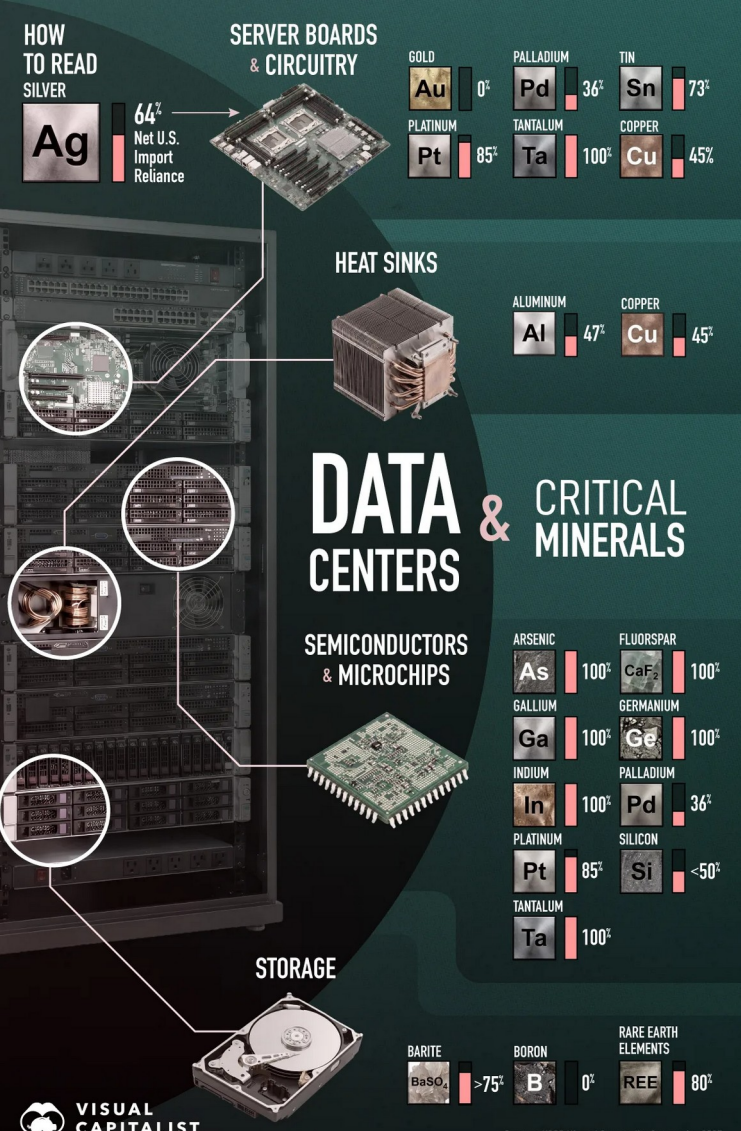 HOW
TO READ
SILVER
Ag
64%
Net U.S.
Import
Reliance
SERVER BOARDS
& CIRCUITRY
GOLD
Au
0%
PALLADIUM
Pd
36%
TIN
Sn
73%
PLATINUM
Pt
85%
TANTALUM
Ta
100%
COPPER
Cu
45%
HEAT SINKS
ALUMINUM
Al
47%
COPPER
Cu
45%
DATA
CENTERS
&
CRITICAL
MINERALS
SEMICONDUCTORS
& MICROCHIPS
ARSENIC
As
100%
FLUORSPAR
CaF₂
100%
GALLIUM
Ga
100%
GERMANIUM
Ge
100%
INDIUM
In
100%
PALLADIUM
Pd
36%
PLATINUM
Pt
85%
SILICON
Si
<50%
TANTALUM
Ta
100%
STORAGE
BARITE
BaSO₄
>75%
BORON
B
0%
RARE EARTH
ELEMENTS
REE
80%
VISUAL
CAPITALIST